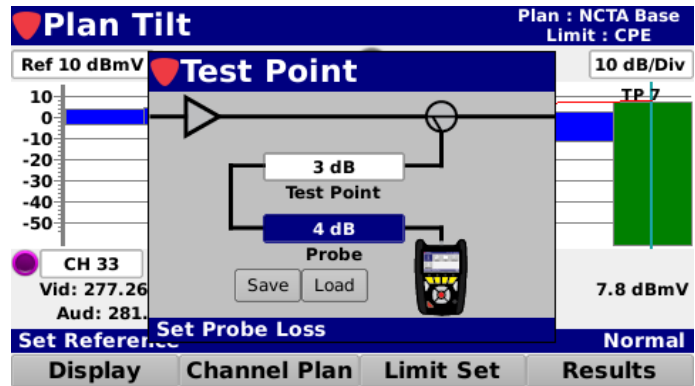 Plan Tilt
Plan : NCTA Base
Limit : CPE
Ref 10 dBmV
Test Point
10 dB/Div
10
0
-10
-20
-30
-40
-50
TP 7
3 dB
Test Point
4 dB
Probe
Save Load
CH 33
Vid: 277.26
Aud: 281.
7.8 dBmV
Set Probe Loss
Set Reference
Normal
Display Channel Plan Limit Set Results